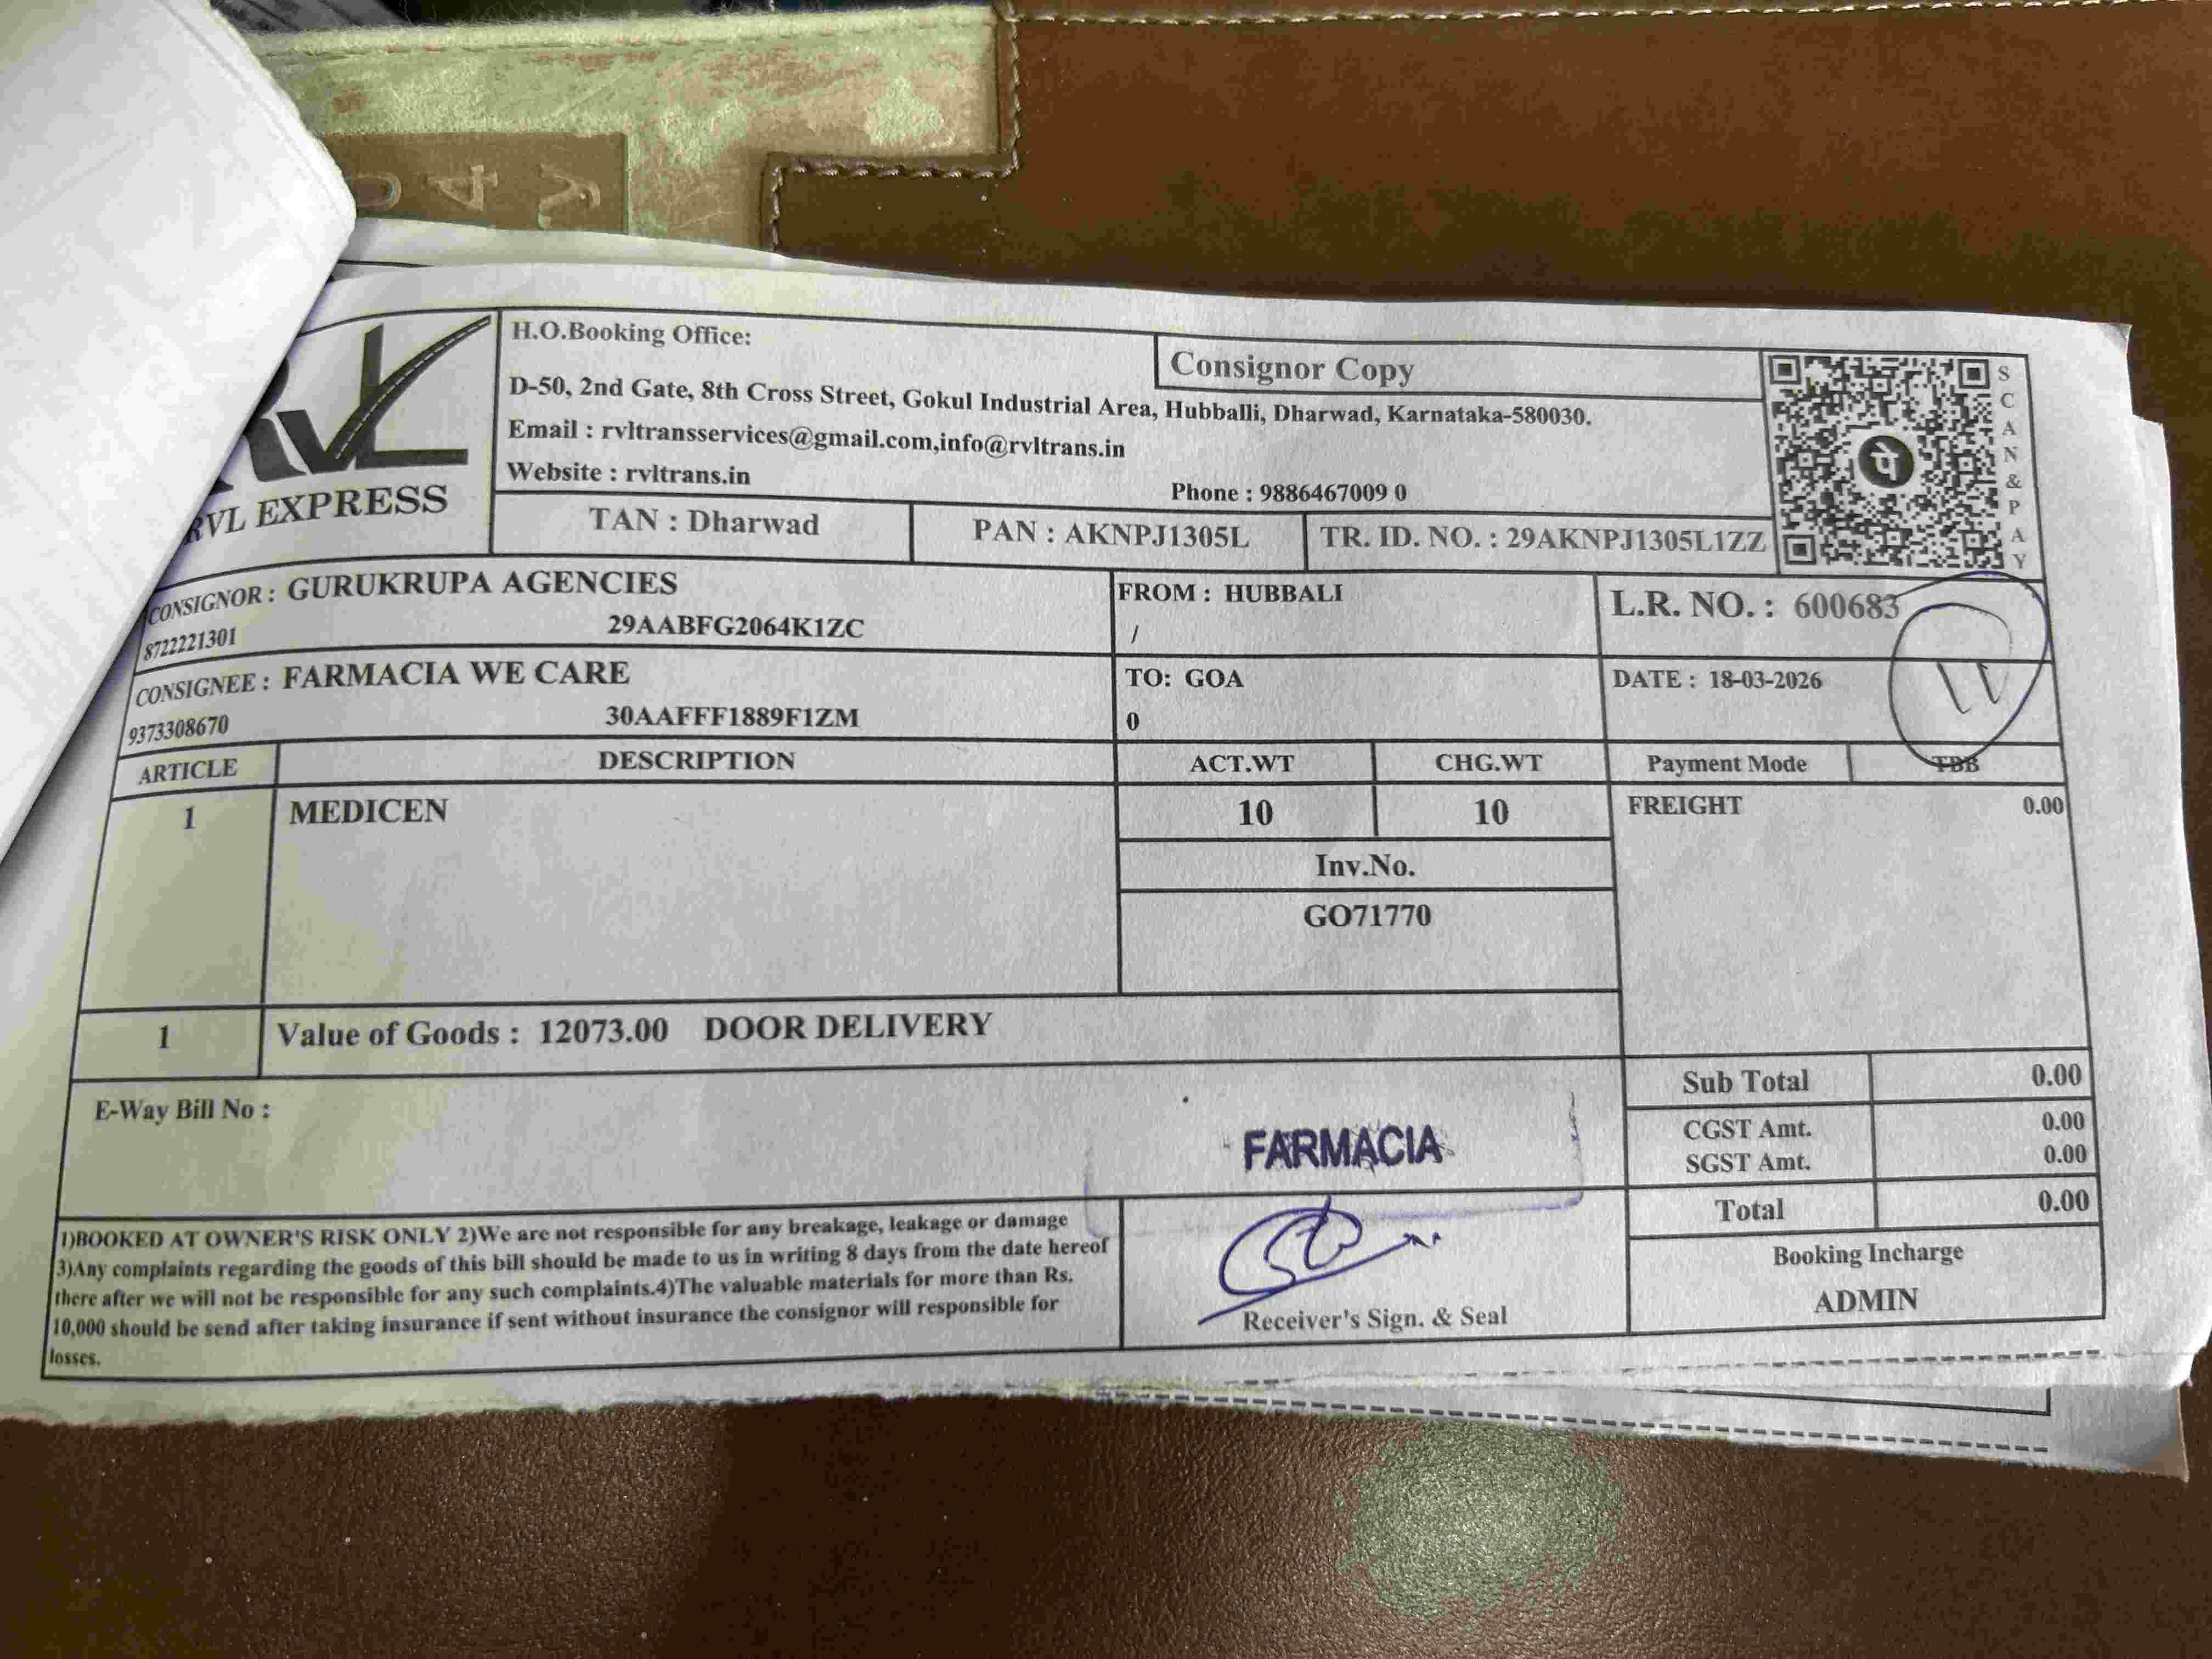 H.O.Booking Office:
Consignor Copy
D-50, 2nd Gate, 8th Cross Street, Gokul Industrial Area, Hubballi, Dharwad, Karnataka-580030.
Email : rvltransservices@gmail.com,info@rvltrans.in
Website : rvltrans.in
Phone : 9886467009 0
RVL EXPRESS
SCAN&PAY
पे
TAN : Dharwad
PAN : AKNPJ1305L
TR. ID. NO. : 29AKNPJ1305L1ZZ
CONSIGNOR : GURUKRUPA AGENCIES
8722221301 29AABFG2064K1ZC
FROM : HUBBALI
/
L.R. NO. : 600683
CONSIGNEE : FARMACIA WE CARE
9373308670 30AAFFF1889F1ZM
TO: GOA
0
DATE : 18-03-2026
ARTICLE DESCRIPTION ACT.WT CHG.WT Payment Mode TBB
1 MEDICEN 10 10 FREIGHT 0.00
Inv.No.
GO71770
1 Value of Goods : 12073.00 DOOR DELIVERY
E-Way Bill No :
FARMACIA
Sub Total 0.00
CGST Amt. 0.00
SGST Amt. 0.00
Total 0.00
1)BOOKED AT OWNER'S RISK ONLY 2)We are not responsible for any breakage, leakage or damage
3)Any complaints regarding the goods of this bill should be made to us in writing 8 days from the date hereof
there after we will not be responsible for any such complaints.4)The valuable materials for more than Rs.
10,000 should be send after taking insurance if sent without insurance the consignor will responsible for
losses.
Receiver's Sign. & Seal
Booking Incharge
ADMIN